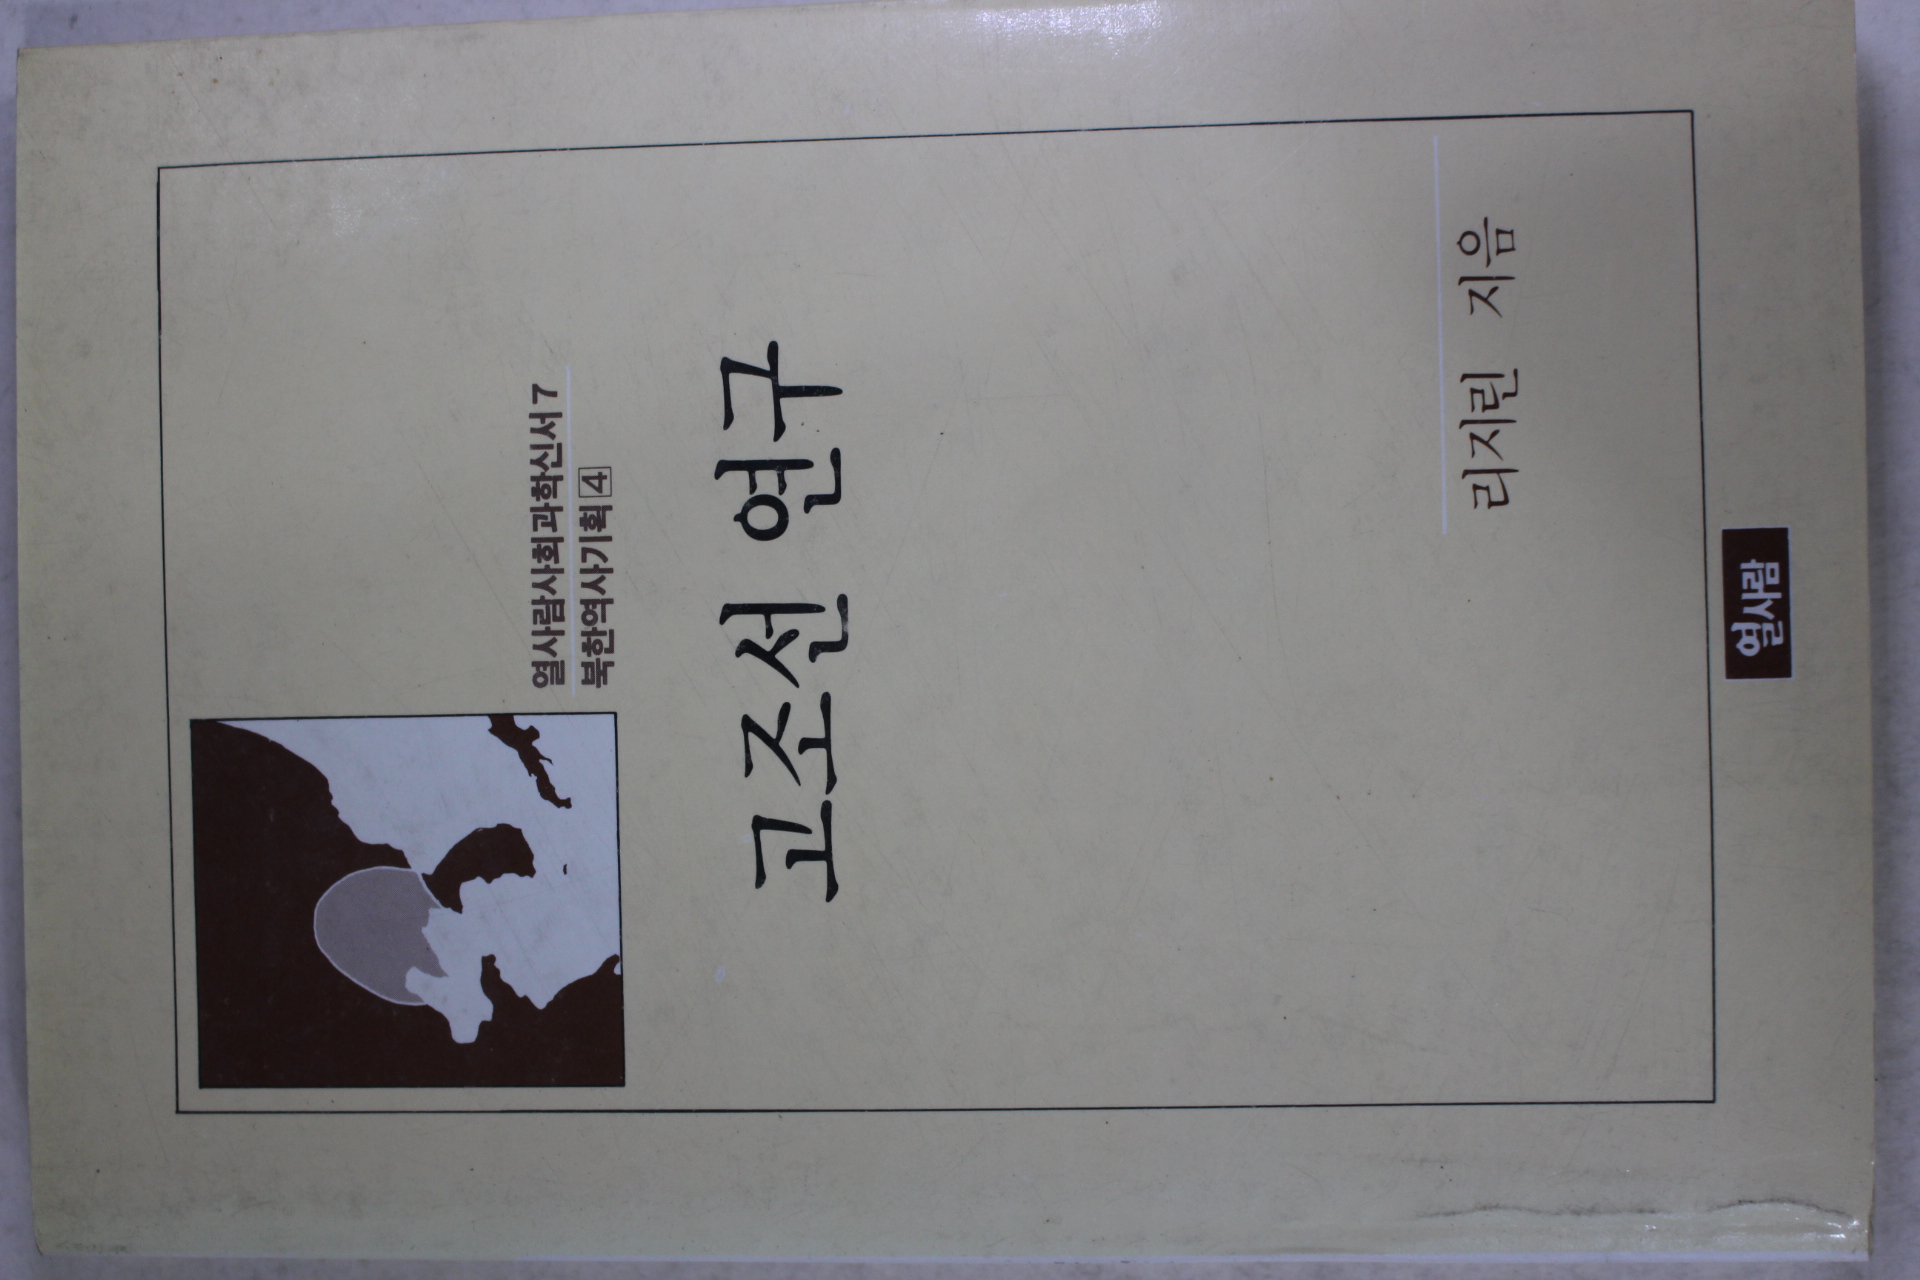 열사람사회과학신서 7
북한역사기획 4
고조선 연구
리지린 지음
열사람